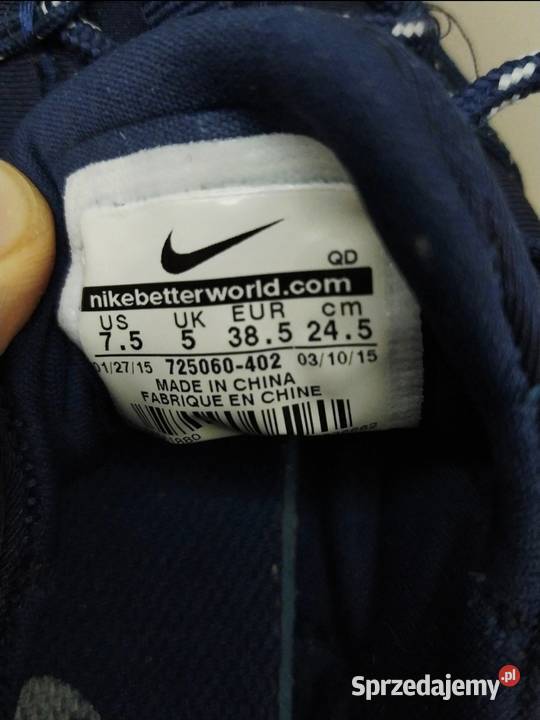 QD
nikebetterworld.com
US UK EUR cm
7.5 5 38.5 24.5
01/27/15 725060-402 03/10/15
MADE IN CHINA
FABRIQUE EN CHINE
Sprzedajemy.pl